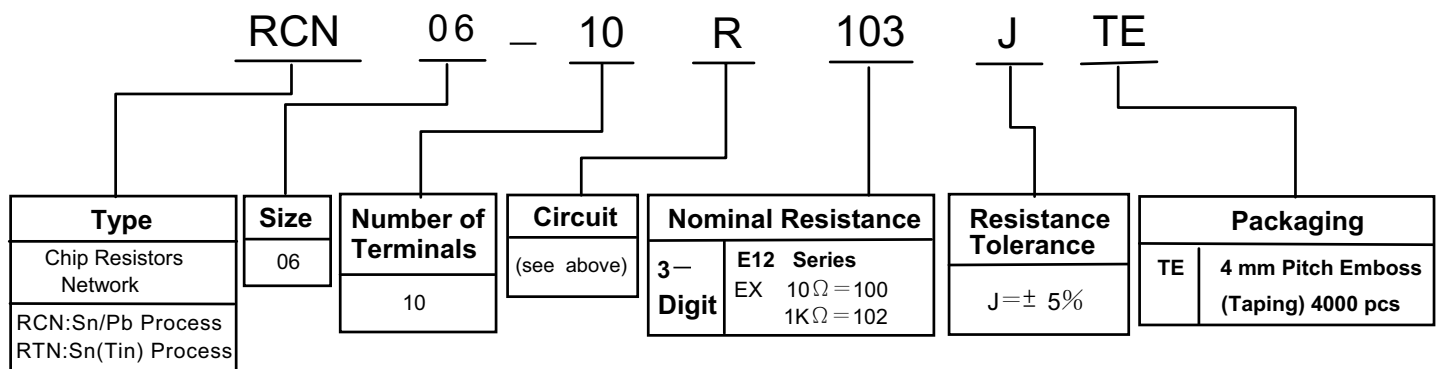 RCN 06 – 10 R 103 J TE
Type
Chip Resistors
Network
RCN:Sn/Pb Process
RTN:Sn(Tin) Process
Size
06
Number of
Terminals
10
Circuit
(see above)
Nominal Resistance
3–
Digit
E12 Series
EX 10Ω=100
1KΩ=102
Resistance
Tolerance
J=± 5%
Packaging
TE
4 mm Pitch Emboss
(Taping) 4000 pcs